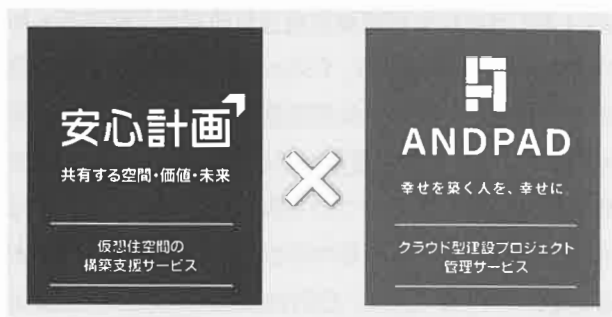 安心計画
共有する空間・価値・未来
仮想住空間の
構築支援サービス
×
ANDPAD
幸せを築く人を、幸せに
クラウド型建設プロジェクト
管理サービス